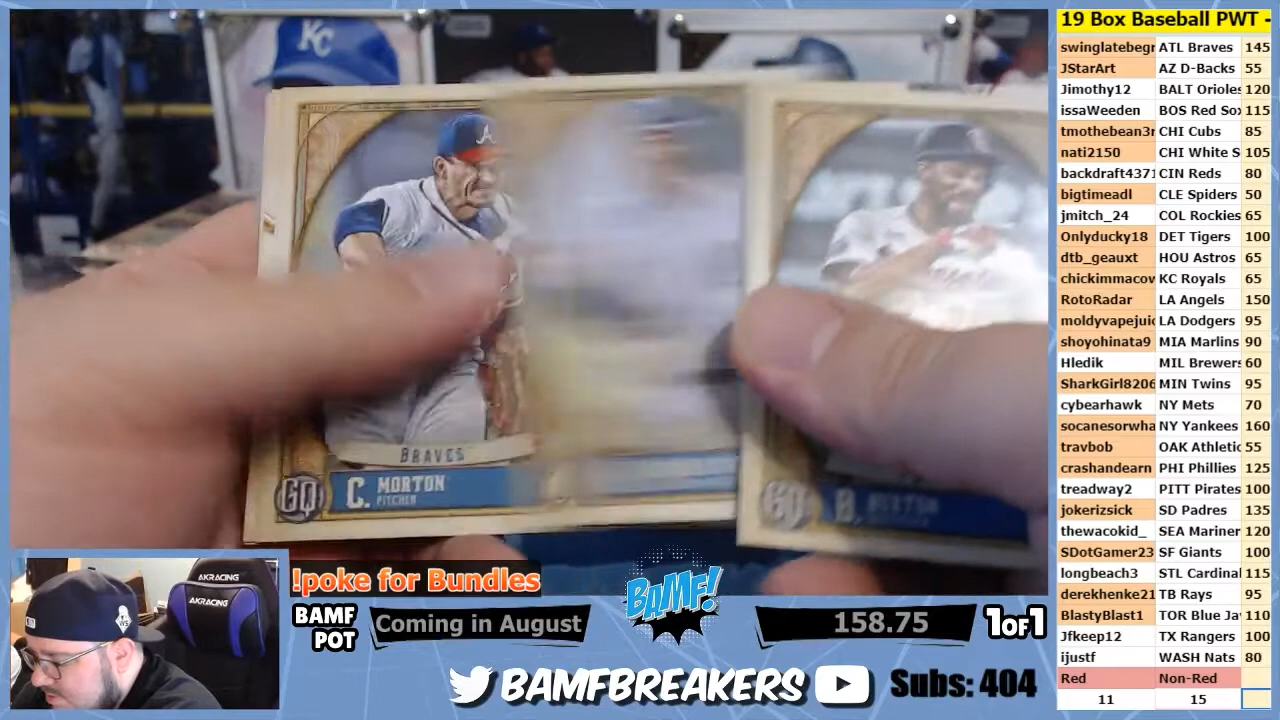 KC
A
BRAVES
GQ C. MORTON
PITCHER
GQ B.
19 Box Baseball PWT -
swinglatebegr ATL Braves 145
JStarArt AZ D-Backs 55
Jimothy12 BALT Orioles 120
issaWeeden BOS Red Sox 115
tmothebean3r CHI Cubs 85
nati2150 CHI White S 105
backdraft4371 CIN Reds 80
bigtimeadl CLE Spiders 50
jmitch_24 COL Rockies 65
Onlyducky18 DET Tigers 100
dtb_geauxt HOU Astros 65
chickimmacov KC Royals 65
RotoRadar LA Angels 150
moldyvapejuic LA Dodgers 95
shoyohinata9 MIA Marlins 90
Hledik MIL Brewers 60
SharkGirl8206 MIN Twins 95
cybearhawk NY Mets 70
socanesorwha NY Yankees 160
travbob OAK Athletic 55
crashandearn PHI Phillies 125
treadway2 PITT Pirates 100
jokerizsick SD Padres 135
thewacokid_ SEA Mariner 120
SDotGamer23 SF Giants 100
longbeach3 STL Cardinal 115
derekhenke21 TB Rays 95
BlastyBlast1 TOR Blue Ja 110
Jfkeep12 TX Rangers 100
ijustf WASH Nats 80
Red Non-Red
11 15
AKRACING
AKRACING
!poke for Bundles
BAMF POT
Coming in August
BAMF!
158.75
1OF1
BAMFBREAKERS
Subs: 404